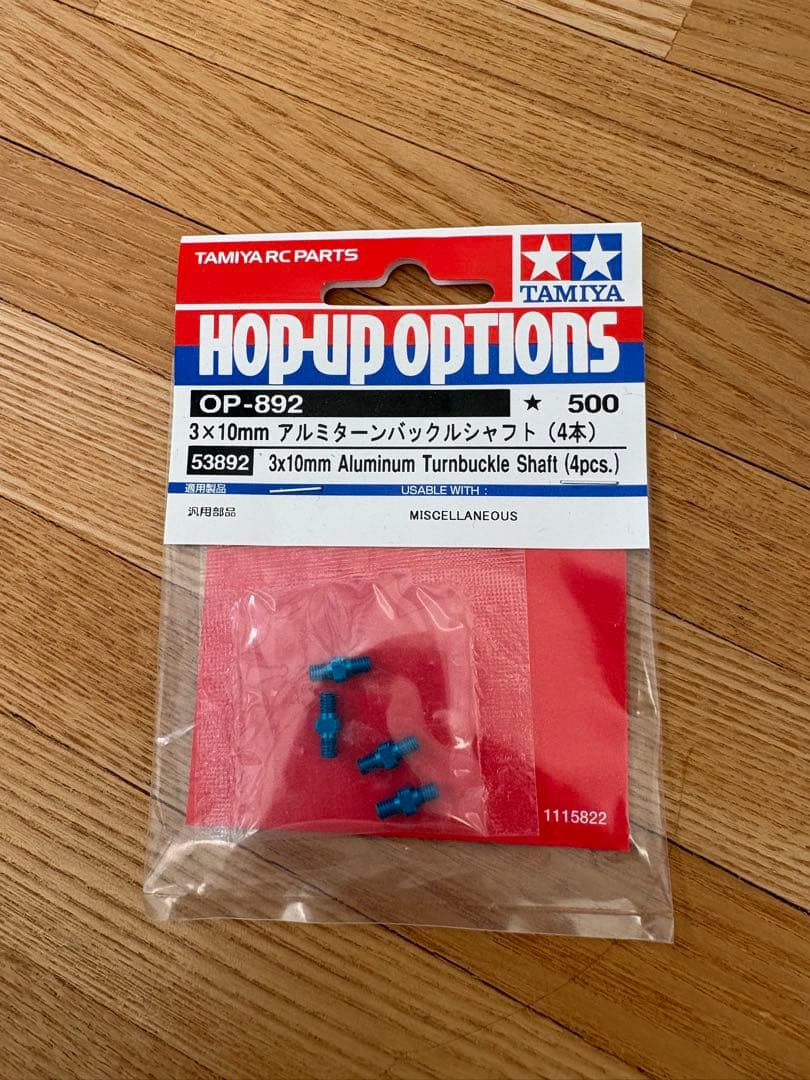 TAMIYA RC PARTS
TAMIYA
HOP-UP OPTIONS
OP-892 ★ 500
3×10mm アルミターンバックルシャフト（4本）
53892 3x10mm Aluminum Turnbuckle Shaft (4pcs.)
適用製品 USABLE WITH :
汎用部品 MISCELLANEOUS
1115822